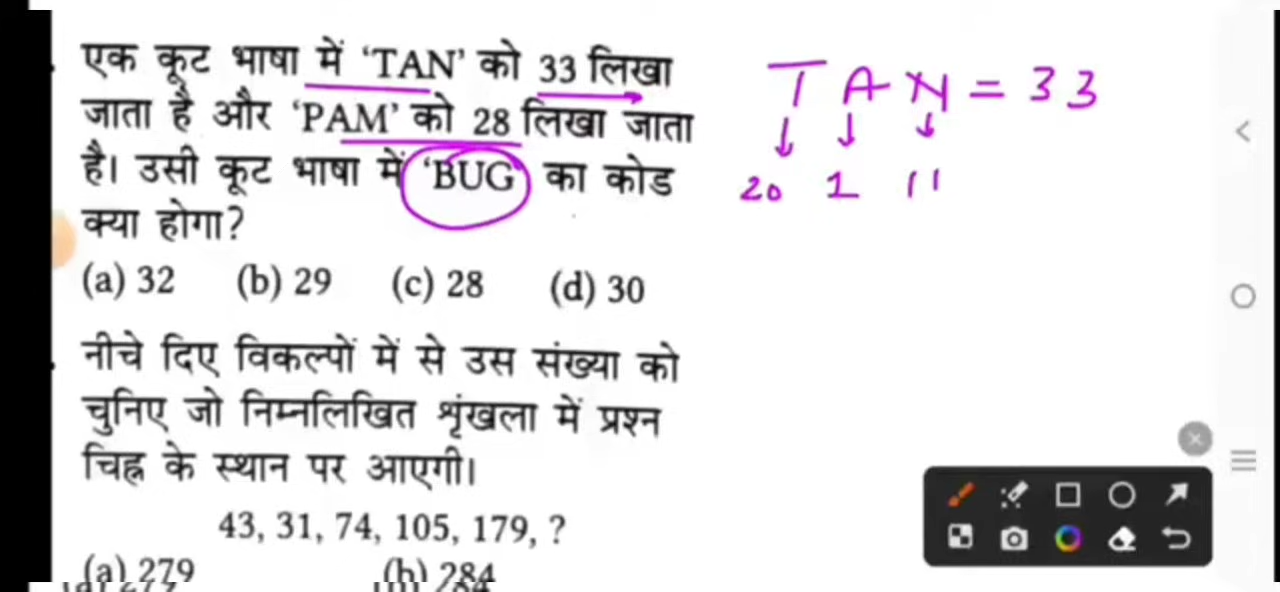 एक कूट भाषा में 'TAN' को 33 लिखा
जाता है और 'PAM' को 28 लिखा जाता
है। उसी कूट भाषा में 'BUG' का कोड
क्या होगा?
(a) 32 (b) 29 (c) 28 (d) 30
नीचे दिए विकल्पों में से उस संख्या को
चुनिए जो निम्नलिखित शृंखला में प्रश्न
चिह्न के स्थान पर आएगी।
43, 31, 74, 105, 179, ?
(a) 279 (b) 284
T A N = 33
20 1 11